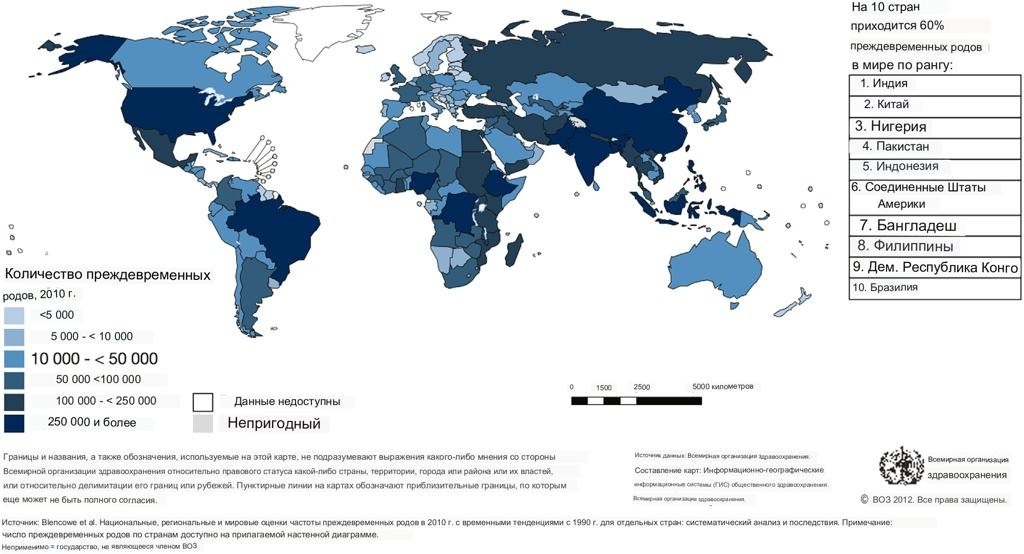 На 10 стран
приходится 60%
преждевременных родов
в мире по рангу:
1. Индия
2. Китай
3. Нигерия
4. Пакистан
5. Индонезия
6. Соединенные Штаты
Америки
7. Бангладеш
8. Филиппины
9. Дем. Республика Конго
10. Бразилия
Количество преждевременных
родов, 2010 г.
<5 000
5 000 - < 10 000
10 000 - < 50 000
50 000 <100 000
100 000 - < 250 000
250 000 и более
Данные недоступны
Непригодный
0 1500 2500 5000 километров
Границы и названия, а также обозначения, используемые на этой карте, не подразумевают выражения какого-либо мнения со стороны
Всемирной организации здравоохранения относительно правового статуса какой-либо страны, территории, города или района или их властей,
или относительно делимитации его границ или рубежей. Пунктирные линии на картах обозначают приблизительные границы, по которым
еще может не быть полного согласия.
Источник данных: Всемирная организация здравоохранения.
Составление карт: Информационно-географические
информационные системы (ГИС) общественного здравоохранения.
Всемирная организация здравоохранения.
Всемирная организация
здравоохранения
© ВОЗ 2012. Все права защищены.
Источник: Blencowe et al. Национальные, региональные и мировые оценки частоты преждевременных родов в 2010 г. с временными тенденциями с 1990 г. для отдельных стран: систематический анализ и последствия. Примечание:
число преждевременных родов по странам доступно на прилагаемой настенной диаграмме.
Неприменимо = государство, не являющееся членом ВОЗ